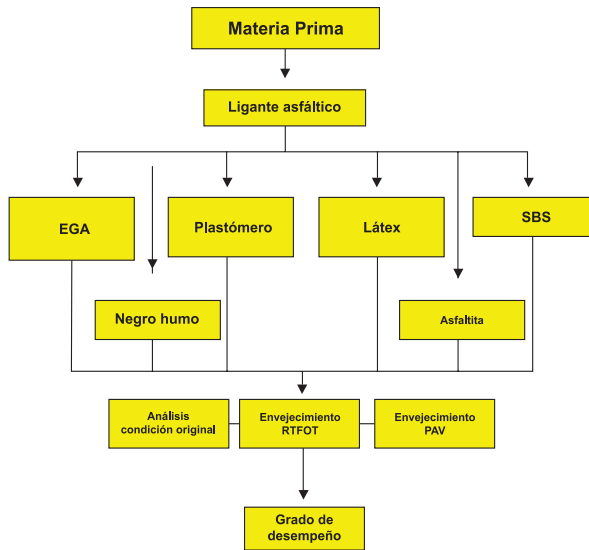 Materia Prima
Ligante asfáltico
EGA
Plastómero
Látex
SBS
Negro humo
Asfaltita
Análisis
condición original
Envejecimiento
RTFOT
Envejecimiento
PAV
Grado de
desempeño